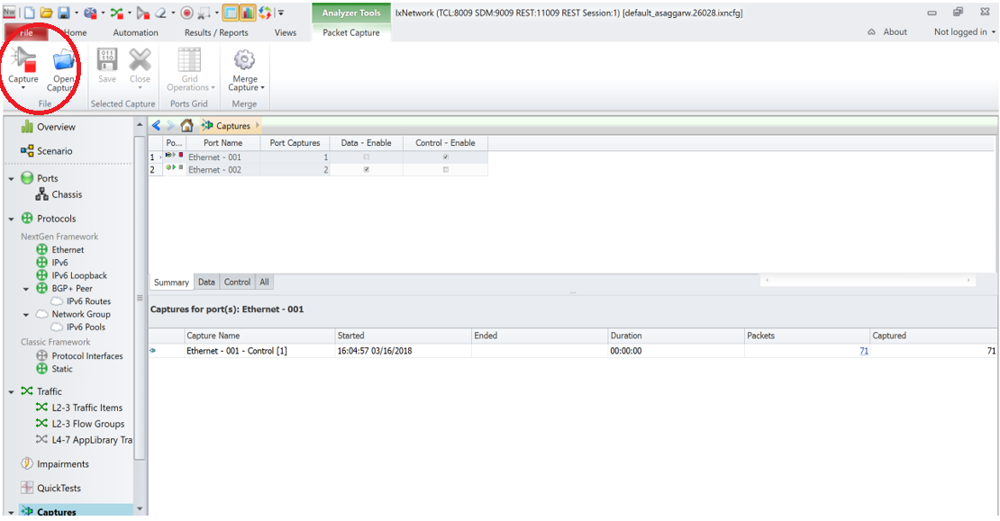 Nw
Analyzer Tools
IxNetwork (TCL:8009 SDM:9009 REST:11009 REST Session:1) [default_asaggarw.26028.ixncfg]
File
Home
Automation
Results / Reports
Views
Packet Capture
About
Not logged in
Capture
Open
Captur
Save
Close
Grid
Operations
Merge
Capture
File
Selected Capture
Ports Grid
Merge
Overview
Scenario
Ports
Chassis
Protocols
NextGen Framework
Ethernet
IPv6
IPv6 Loopback
BGP+ Peer
IPv6 Routes
Network Group
IPv6 Pools
Classic Framework
Protocol Interfaces
Static
Traffic
L2-3 Traffic Items
L2-3 Flow Groups
L4-7 AppLibrary Tra
Impairments
QuickTests
Captures
Captures
Po... Port Name Port Captures Data - Enable Control - Enable
1 Ethernet - 001 1
2 Ethernet - 002 2
Summary Data Control All
...
Captures for port(s): Ethernet - 001
Capture Name Started Ended Duration Packets Captured
Ethernet - 001 - Control [1] 16:04:57 03/16/2018 00:00:00 71 71